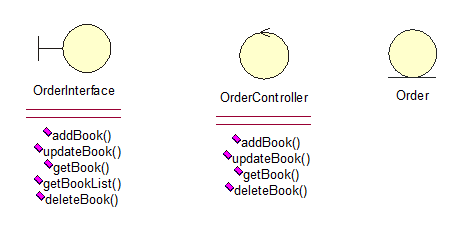 OrderInterface
addBook()
updateBook()
getBook()
getBookList()
deleteBook()
OrderController
addBook()
updateBook()
getBook()
deleteBook()
Order